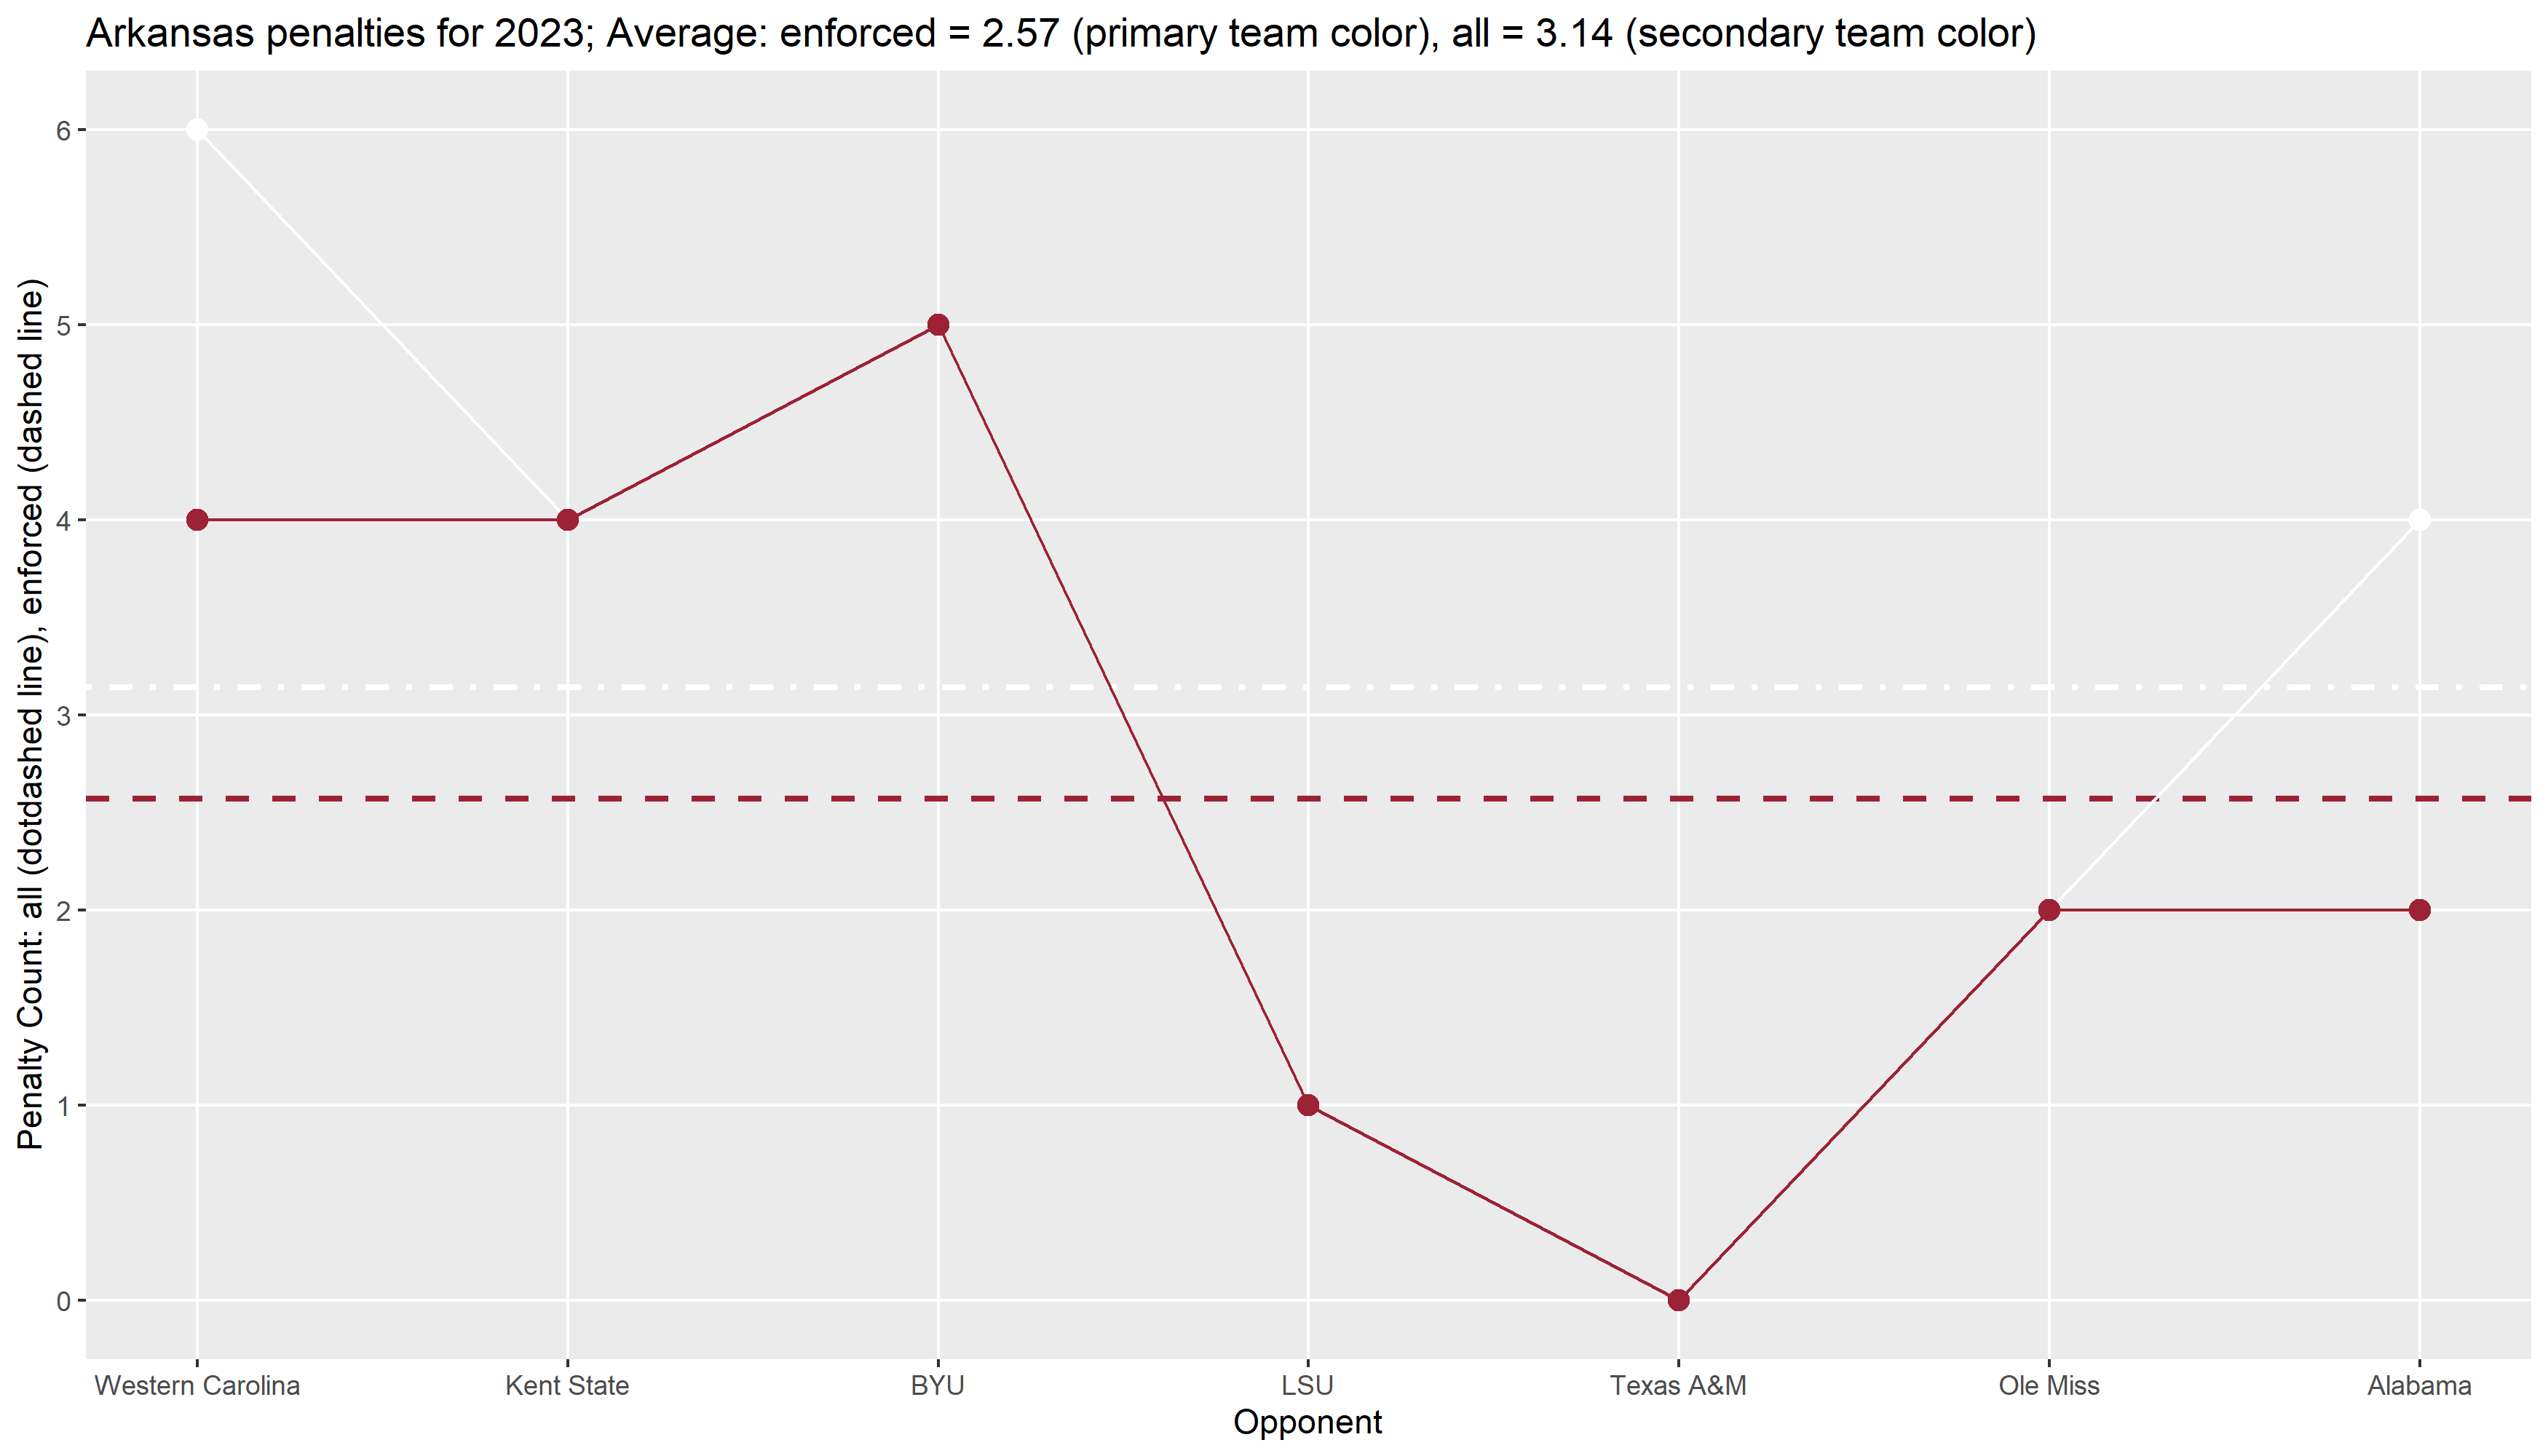 Arkansas penalties for 2023; Average: enforced = 2.57 (primary team color), all = 3.14 (secondary team color)
Penalty Count: all (dotdashed line), enforced (dashed line)
6
5
4
3
2
1
0
Western Carolina
Kent State
BYU
LSU
Texas A&M
Ole Miss
Alabama
Opponent